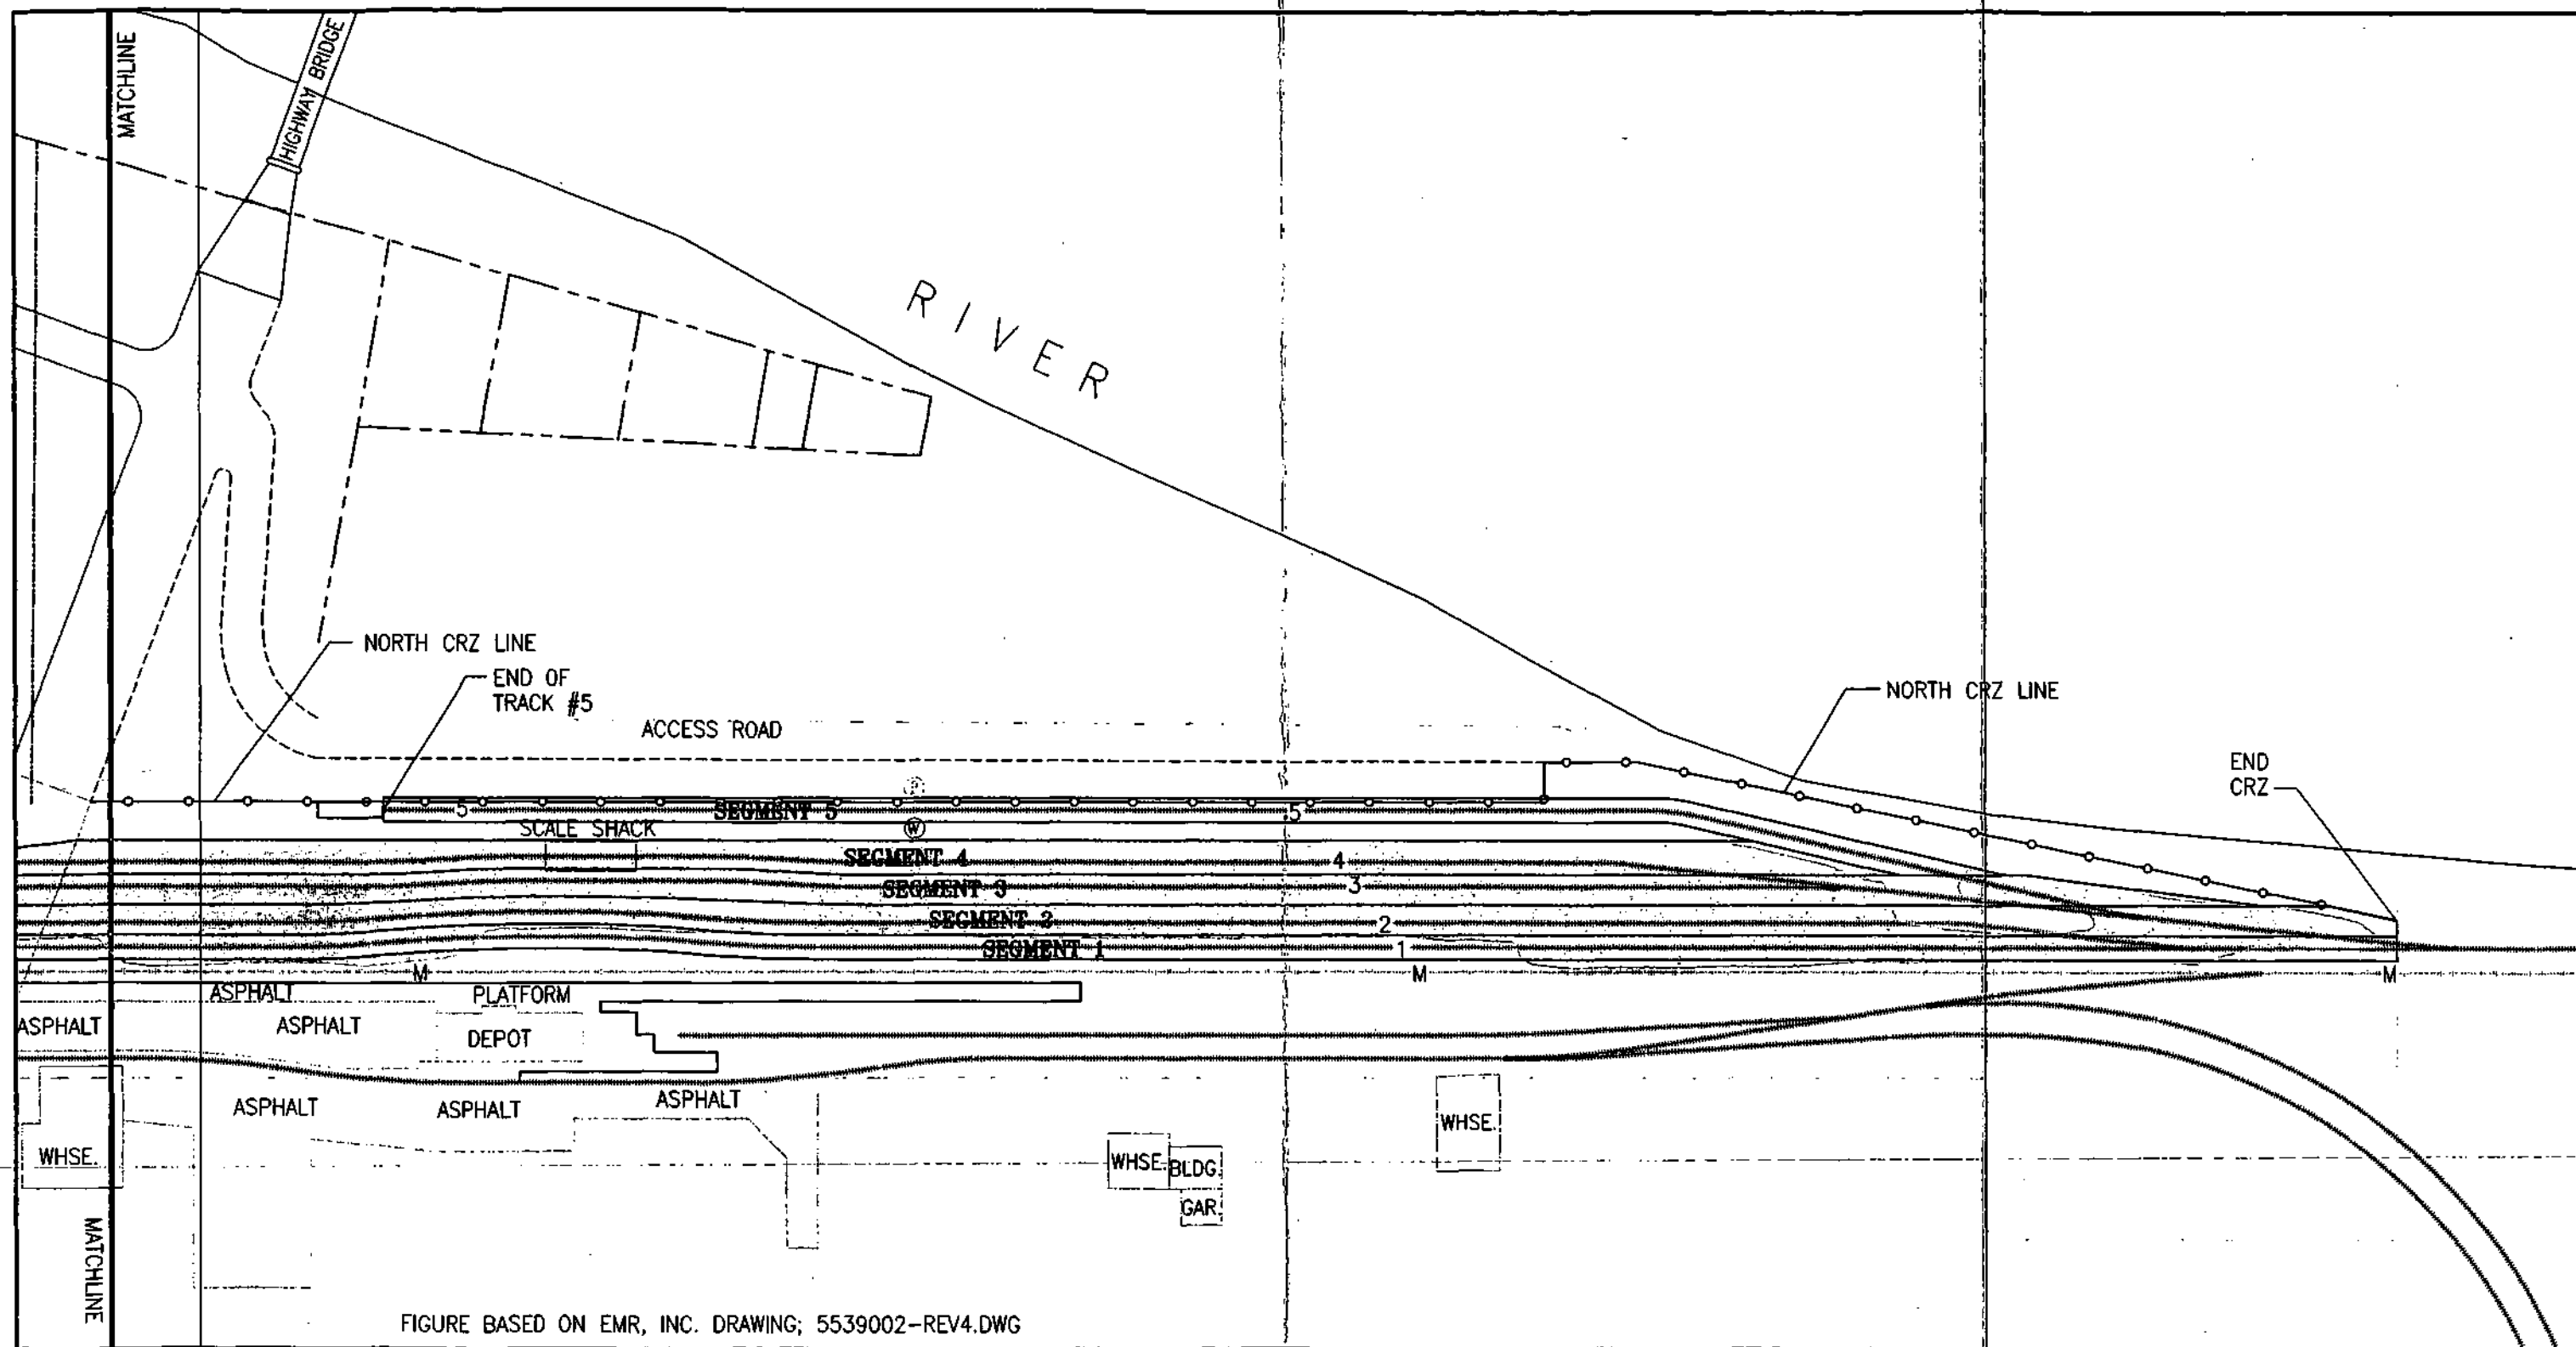 MATCHLINE
HIGHWAY BRIDGE
RIVER
NORTH CRZ LINE
END OF
TRACK #5
NORTH CRZ LINE
ACCESS ROAD
END
CRZ
P
5
SEGMENT 5
5
SCALE SHACK
W
SEGMENT 4
4
SEGMENT 3
3
SEGMENT 2
2
SEGMENT 1
1
M
M
M
ASPHALT
PLATFORM
ASPHALT
ASPHALT
DEPOT
ASPHALT
ASPHALT
ASPHALT
WHSE.
WHSE.
WHSE.
BLDG.
GAR.
MATCHLINE
FIGURE BASED ON EMR, INC. DRAWING; 5539002-REV4.DWG